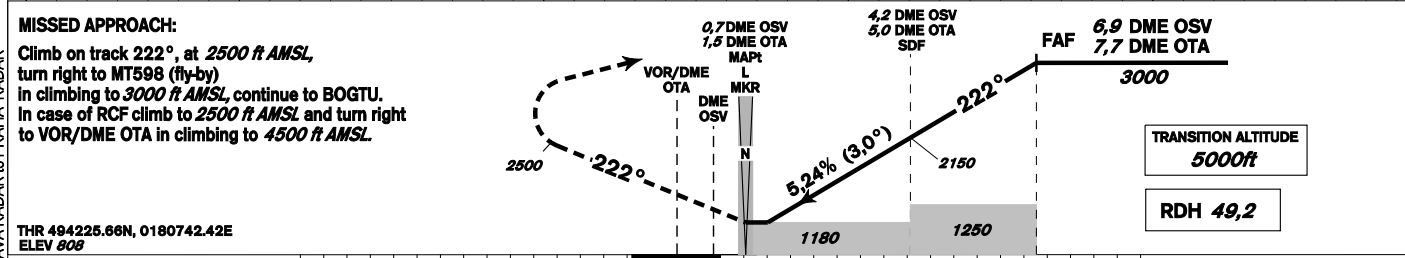 MISSED APPROACH:
Climb on track 222°, at 2500 ft AMSL,
turn right to MT598 (fly-by)
in climbing to 3000 ft AMSL, continue to BOGTU.
In case of RCF climb to 2500 ft AMSL and turn right
to VOR/DME OTA in climbing to 4500 ft AMSL.
THR 494225.66N, 0180742.42E
ELEV 808
2500
222°
VOR/DME
OTA
DME
OSV
0,7 DME OSV
1,5 DME OTA
MAPt
L
MKR
N
5,24% (3,0°)
4,2 DME OSV
5,0 DME OTA
SDF
2150
222°
FAF
6,9 DME OSV
7,7 DME OTA
3000
1180
1250
TRANSITION ALTITUDE
5000ft
RDH 49,2